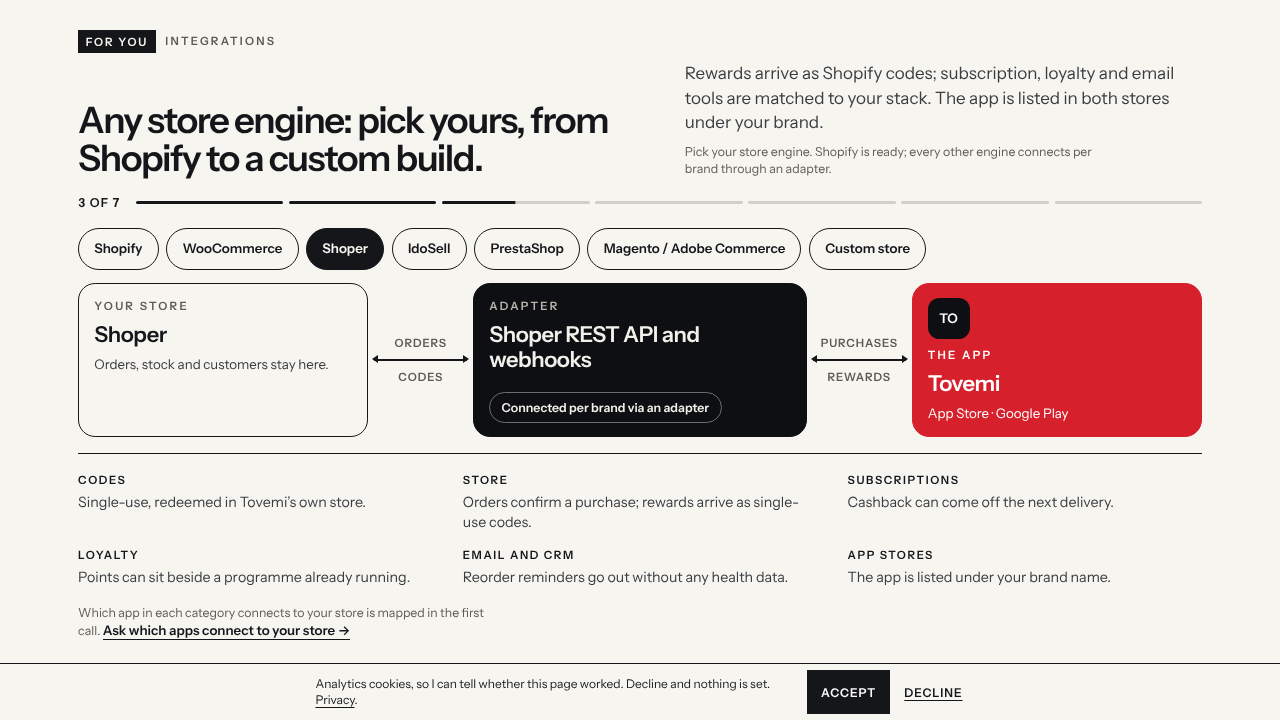 FOR YOU INTEGRATIONS
Any store engine: pick yours, from
Shopify to a custom build.
Rewards arrive as Shopify codes; subscription, loyalty and email
tools are matched to your stack. The app is listed in both stores
under your brand.
Pick your store engine. Shopify is ready; every other engine connects per
brand through an adapter.
3 OF 7
Shopify WooCommerce Shoper IdoSell PrestaShop Magento / Adobe Commerce Custom store
YOUR STORE
Shoper
Orders, stock and customers stay here.
ORDERS
CODES
ADAPTER
Shoper REST API and
webhooks
Connected per brand via an adapter
PURCHASES
REWARDS
TO
THE APP
Tovemi
App Store · Google Play
CODES
Single-use, redeemed in Tovemi's own store.
STORE
Orders confirm a purchase; rewards arrive as single-
use codes.
SUBSCRIPTIONS
Cashback can come off the next delivery.
LOYALTY
Points can sit beside a programme already running.
EMAIL AND CRM
Reorder reminders go out without any health data.
APP STORES
The app is listed under your brand name.
Which app in each category connects to your store is mapped in the first
call. Ask which apps connect to your store →
Analytics cookies, so I can tell whether this page worked. Decline and nothing is set.
Privacy.
ACCEPT DECLINE